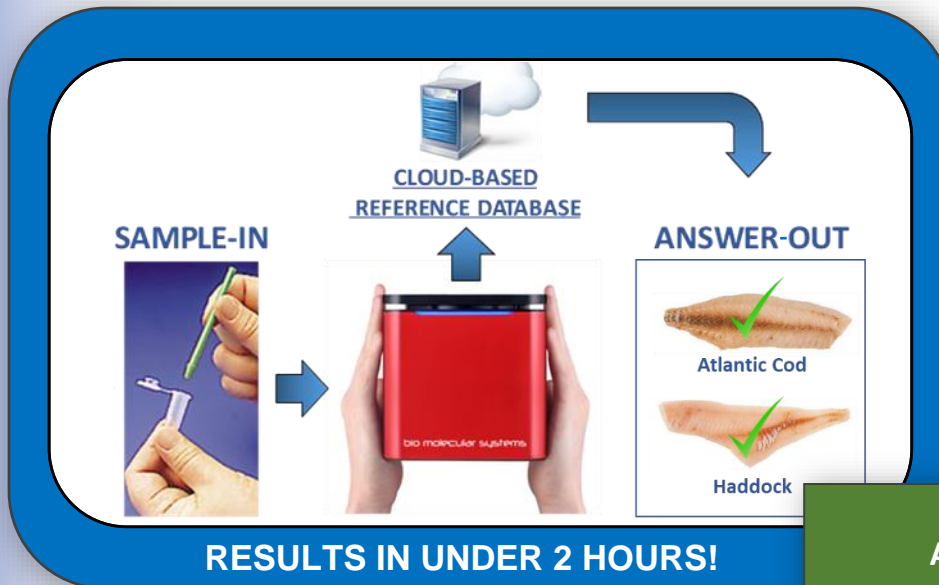 CLOUD-BASED
REFERENCE DATABASE
SAMPLE-IN
ANSWER-OUT
bio molecular systems
Atlantic Cod
Haddock
RESULTS IN UNDER 2 HOURS!